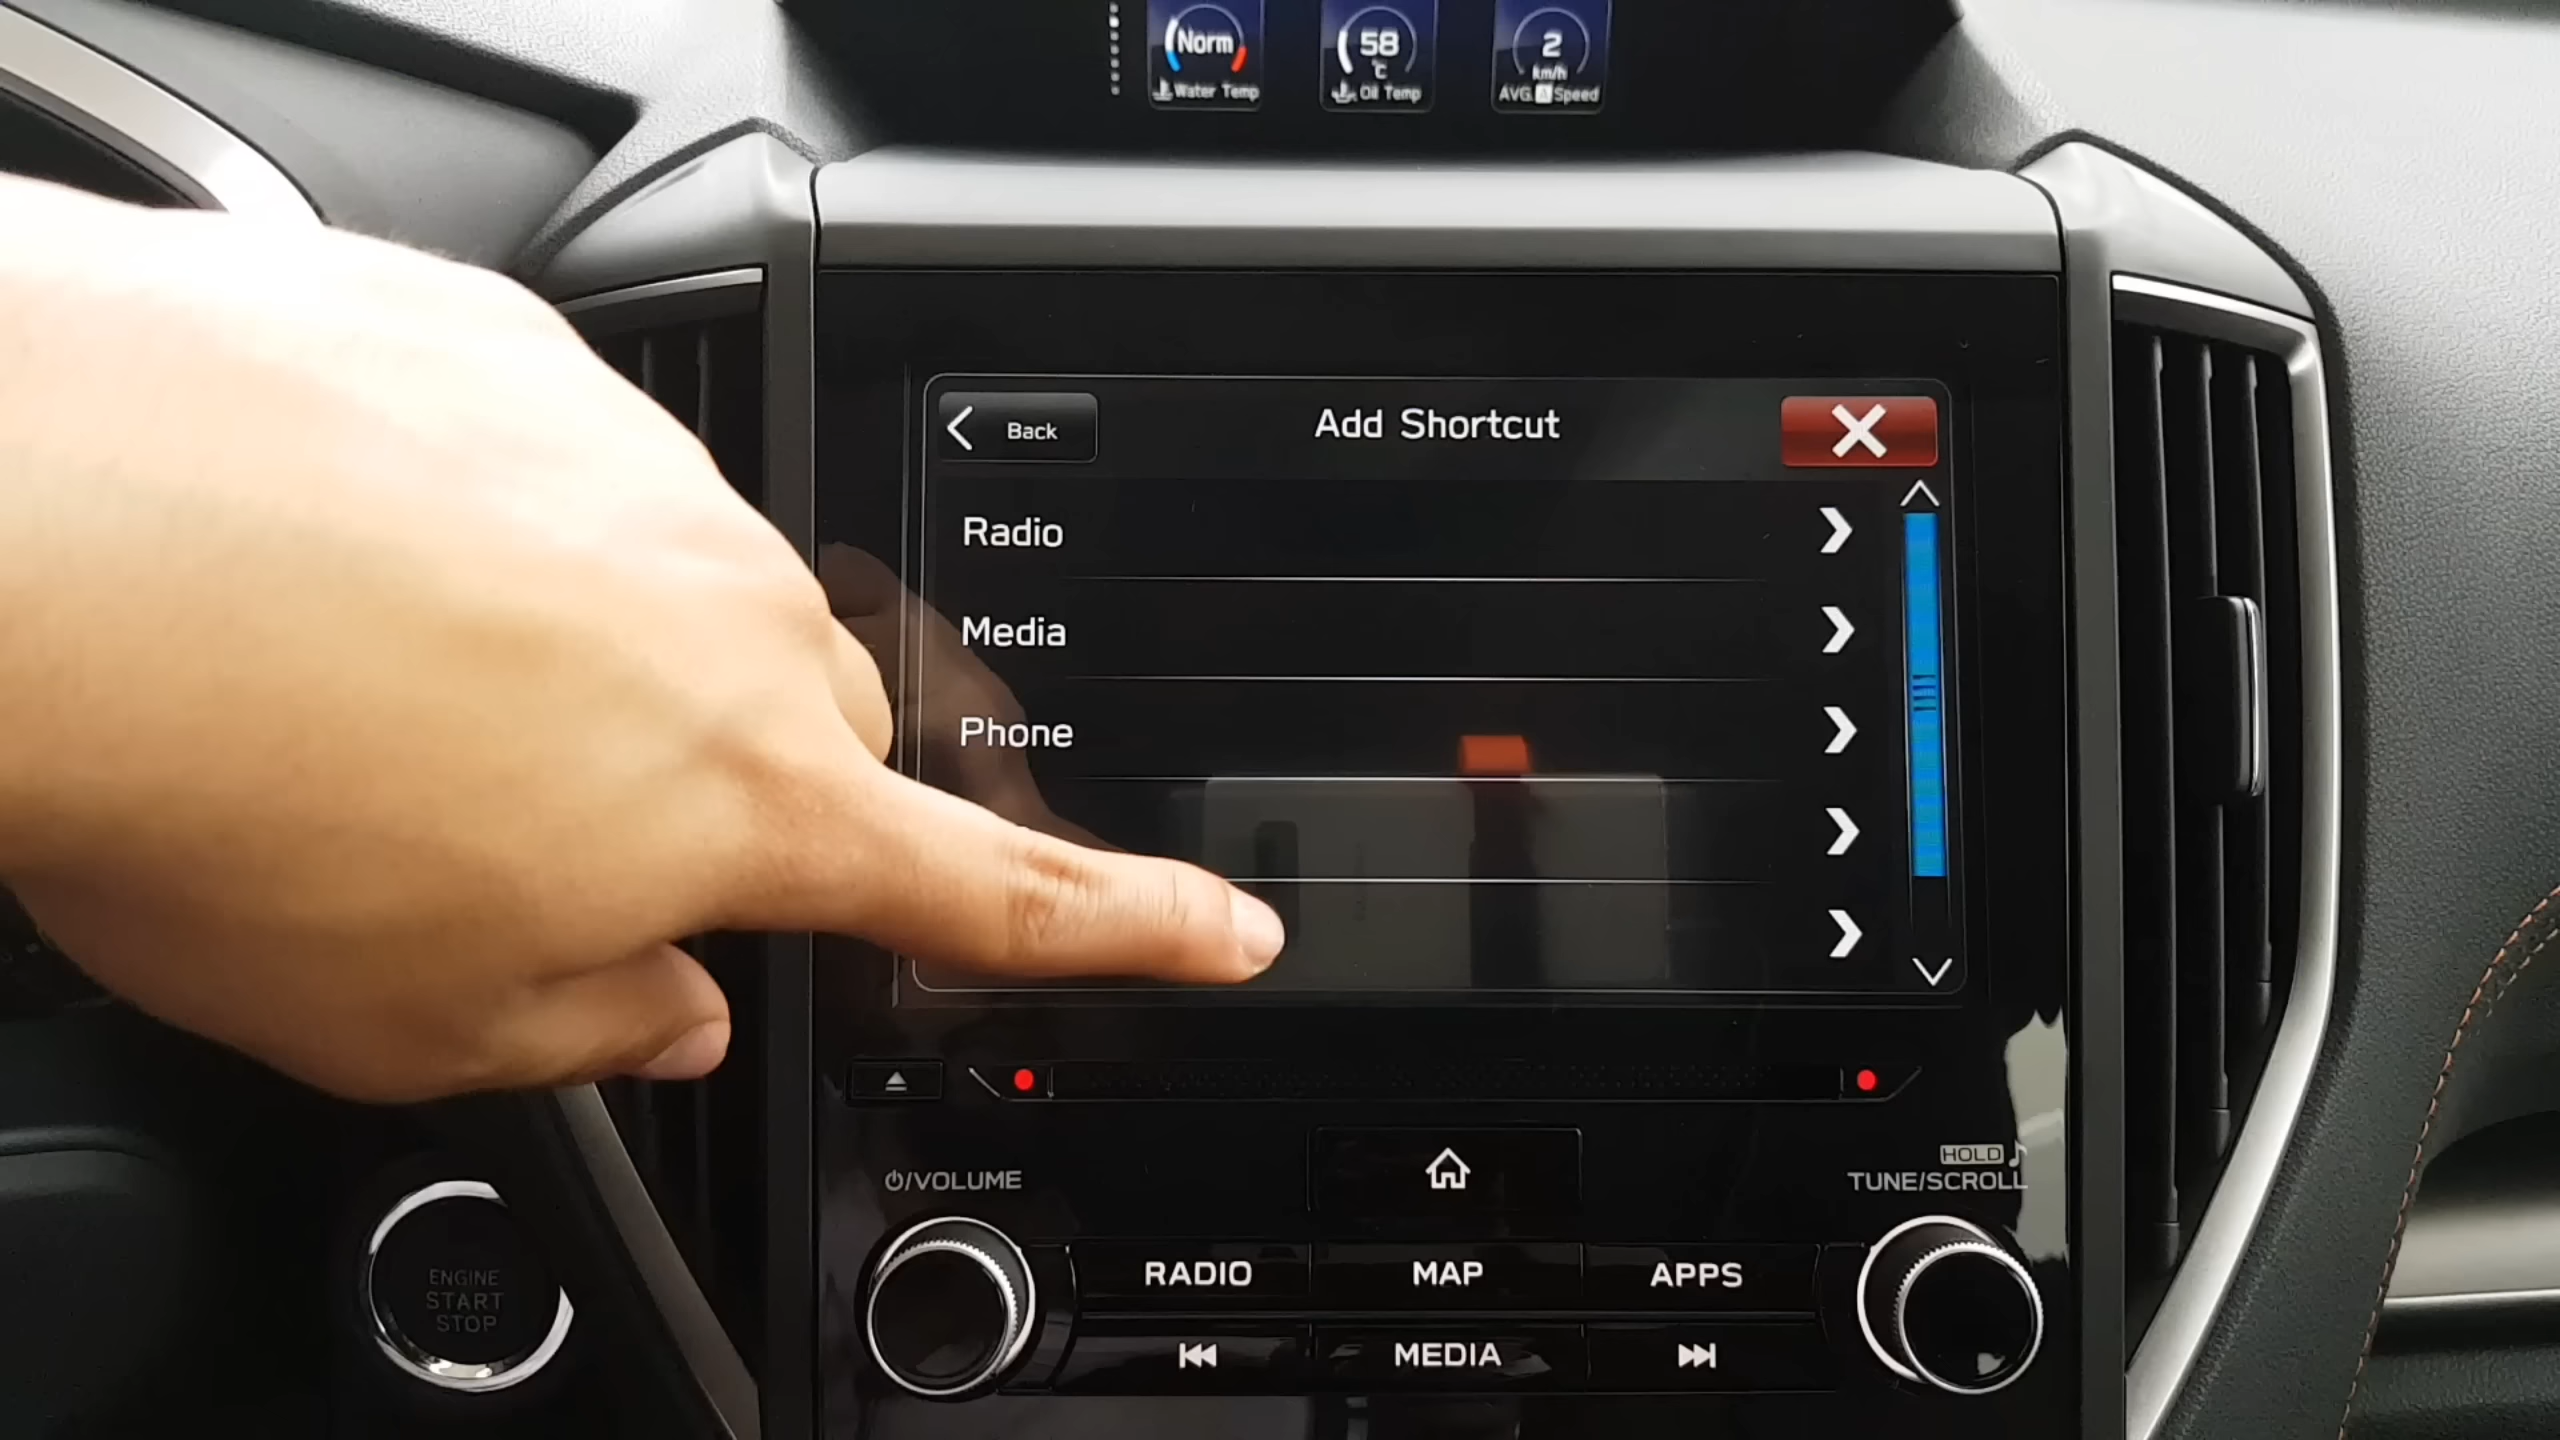 Norm
Water Temp
58
°C
Oil Temp
2
km/h
AVG. A Speed
Back
Add Shortcut
Radio
Media
Phone
/VOLUME
HOLD
TUNE/SCROLL
ENGINE
START
STOP
RADIO
MAP
APPS
MEDIA